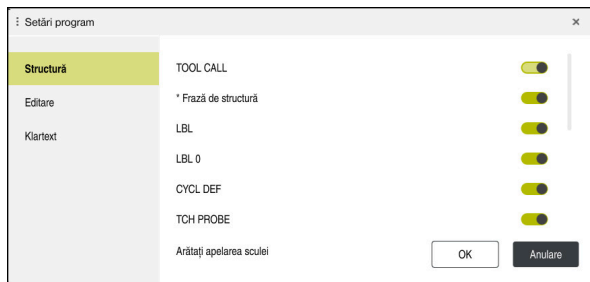 Setări program
Structură
Editare
Klartext
TOOL CALL
* Frază de structură
LBL
LBL 0
CYCL DEF
TCH PROBE
Arătați apelarea sculei
OK
Anulare